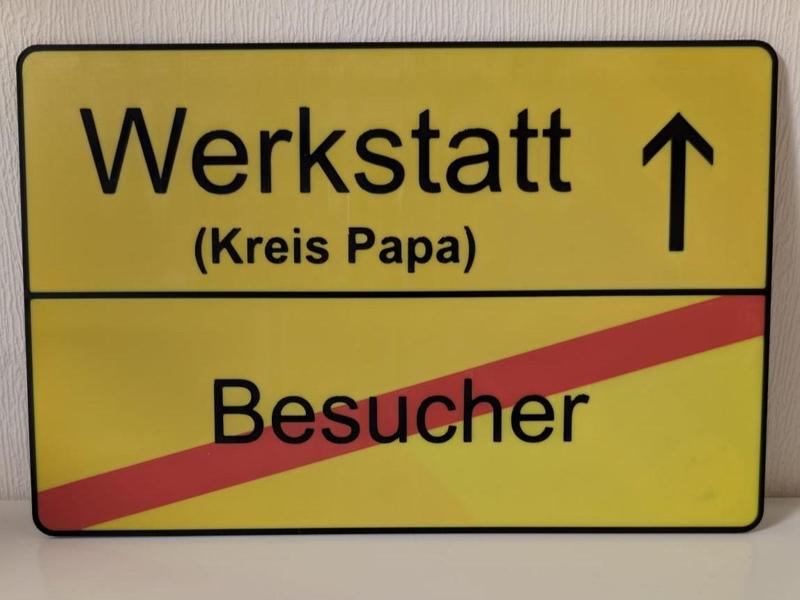 Werkstatt
(Kreis Papa)
Besucher